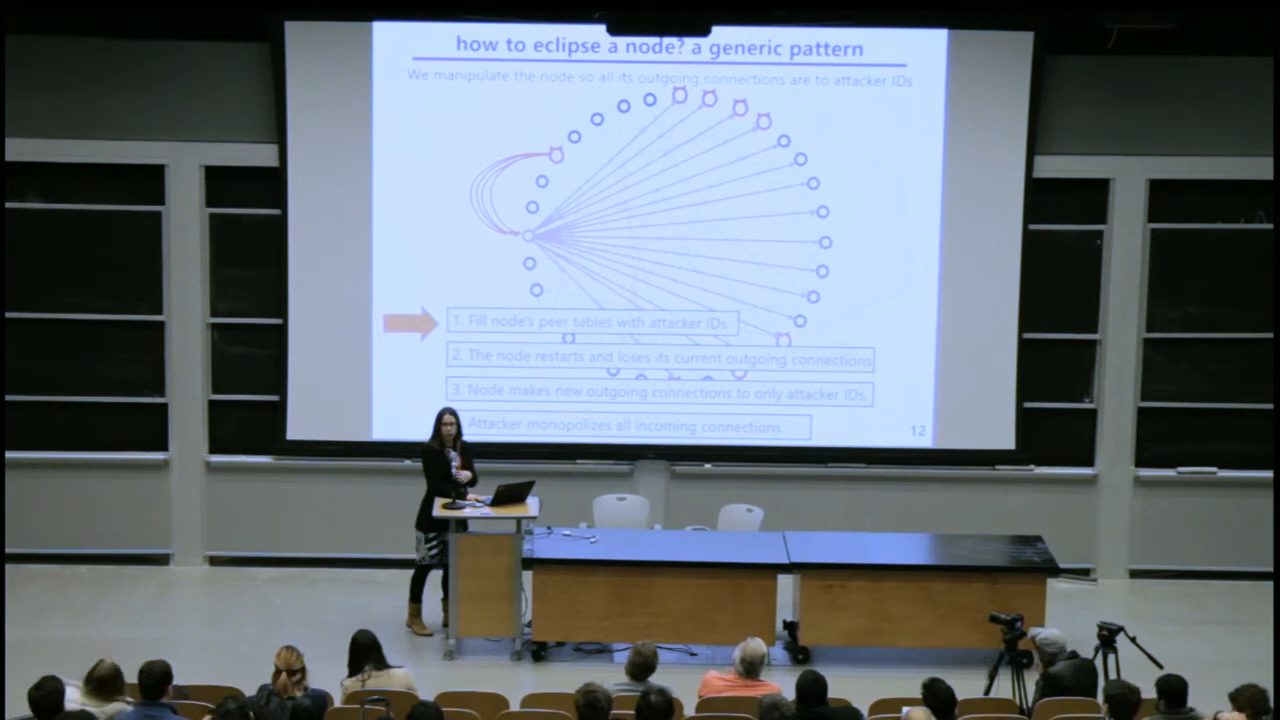 how to eclipse a node? a generic pattern
We manipulate the node so all its outgoing connections are to attacker IDs
1. Fill node's peer tables with attacker IDs.
2. The node restarts and loses its current outgoing connections
3. Node makes new outgoing connections to only attacker IDs.
Attacker monopolizes all incoming connections
12